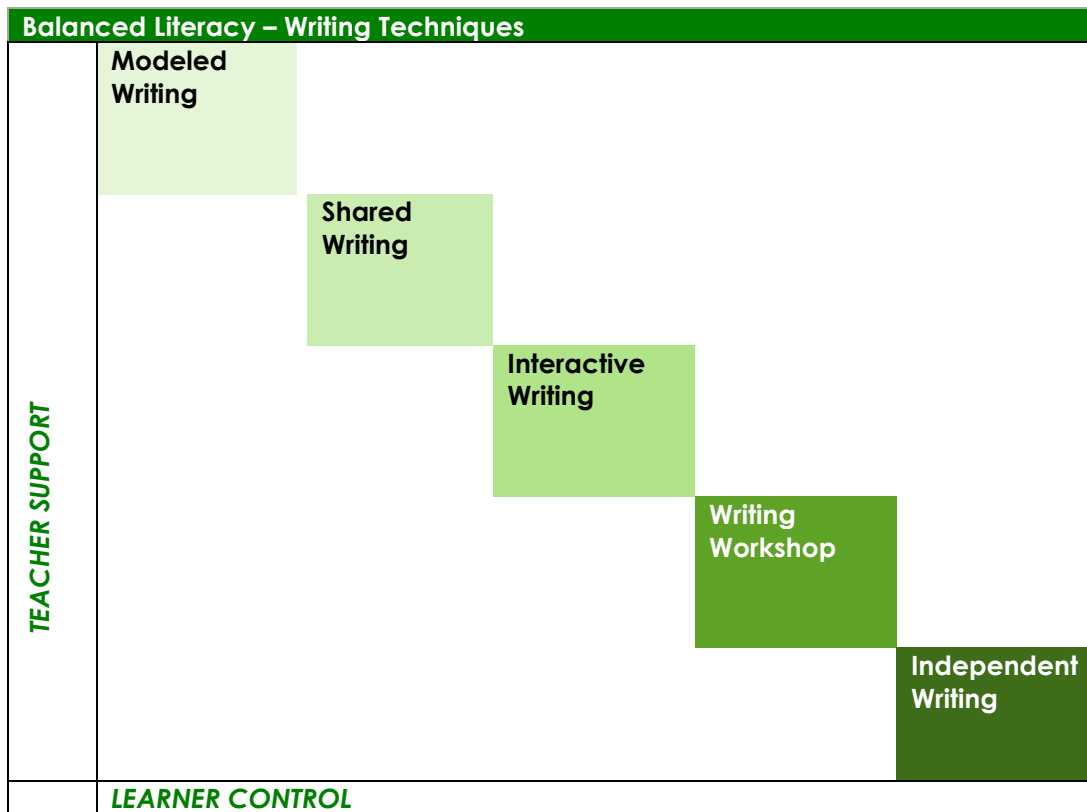 Balanced Literacy – Writing Techniques
Modeled
Writing
Shared
Writing
Interactive
Writing
TEACHER SUPPORT
Writing
Workshop
Independent
Writing
LEARNER CONTROL